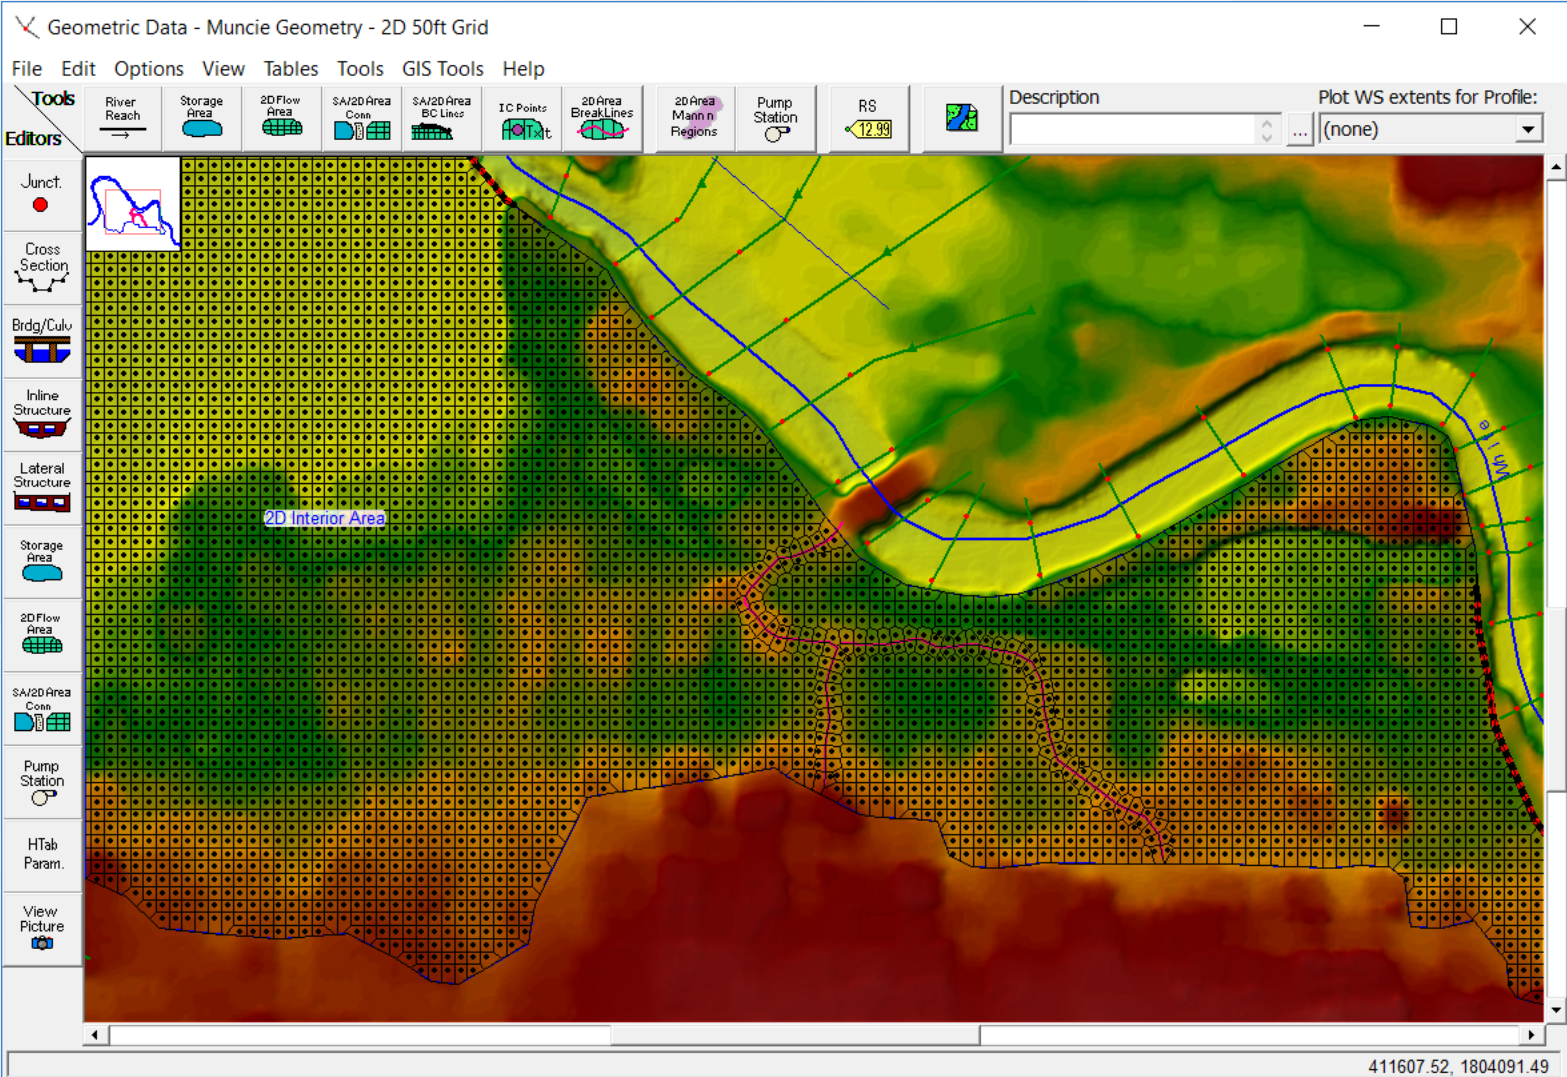 Geometric Data - Muncie Geometry - 2D 50ft Grid
File Edit Options View Tables Tools GIS Tools Help
Tools
Editors
River
Reach
Storage
Area
2D Flow
Area
SA/2D Area
Conn
SA/2D Area
BC Lines
IC Points
Txt
2D Area
BreakLines
2D Area
Mann n
Regions
Pump
Station
RS
12.99
Description
...
Plot WS extents for Profile:
(none)
Junct.
Cross
Section
Brdg/Culv
Inline
Structure
Lateral
Structure
Storage
Area
2D Flow
Area
SA/2D Area
Conn
Pump
Station
HTab
Param.
View
Picture
2D Interior Area
White
411607.52, 1804091.49